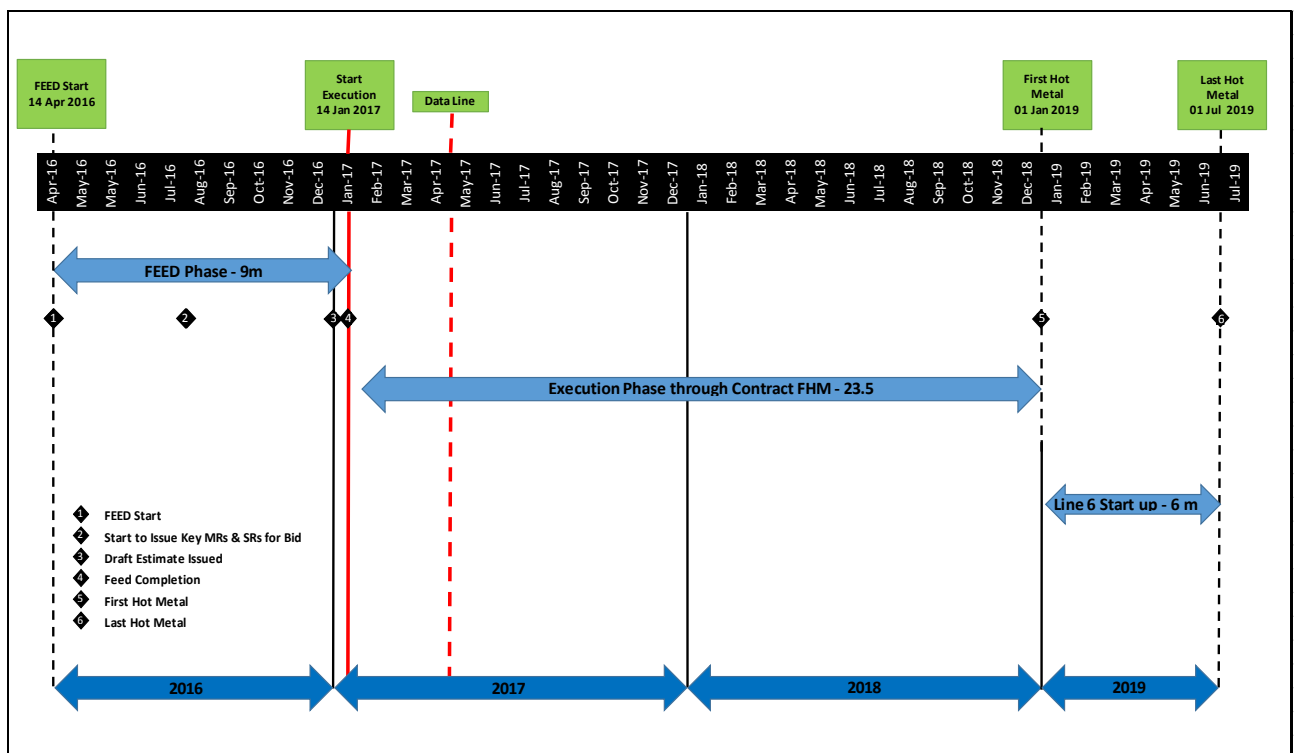 FEED Start
14 Apr 2016
Start
Execution
14 Jan 2017
Data Line
First Hot
Metal
01 Jan 2019
Last Hot
Metal
01 Jul 2019
Apr-16
May-16
May-16
Jun-16
Jul-16
Aug-16
Sep-16
Oct-16
Nov-16
Dec-16
Jan-17
Feb-17
Mar-17
Apr-17
May-17
Jun-17
Jul-17
Aug-17
Sep-17
Oct-17
Nov-17
Dec-17
Jan-18
Feb-18
Mar-18
Apr-18
May-18
Jun-18
Jul-18
Aug-18
Sep-18
Oct-18
Nov-18
Dec-18
Jan-19
Feb-19
Mar-19
Apr-19
May-19
Jun-19
Jul-19
FEED Phase - 9m
1
2
3
4
5
6
Execution Phase through Contract FHM - 23.5
Line 6 Start up - 6 m
1 FEED Start
2 Start to Issue Key MRs & SRs for Bid
3 Draft Estimate Issued
4 Feed Completion
5 First Hot Metal
6 Last Hot Metal
2016
2017
2018
2019